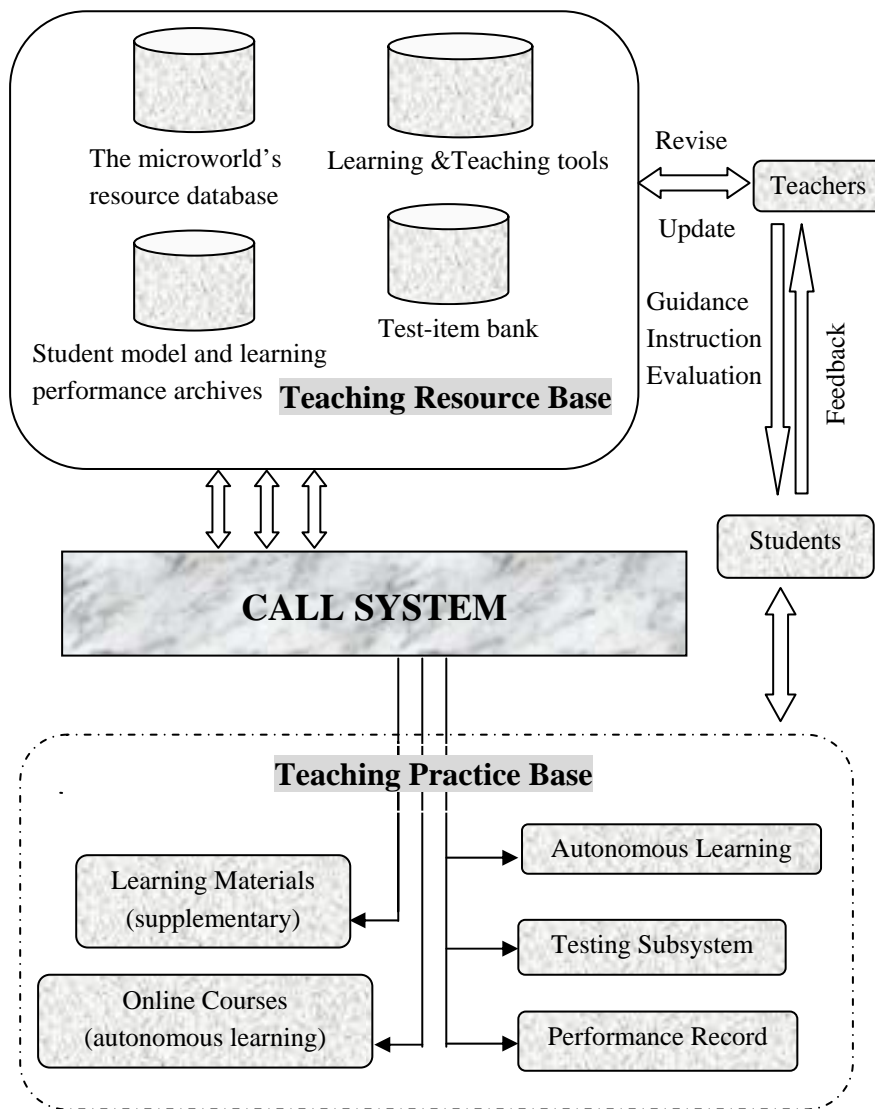 The microworld's
resource database
Learning &Teaching tools
Student model and learning
performance archives
Test-item bank
Teaching Resource Base
Revise
Update
Teachers
Guidance
Instruction
Evaluation
Feedback
Students
CALL SYSTEM
Teaching Practice Base
Learning Materials
(supplementary)
Online Courses
(autonomous learning)
Autonomous Learning
Testing Subsystem
Performance Record